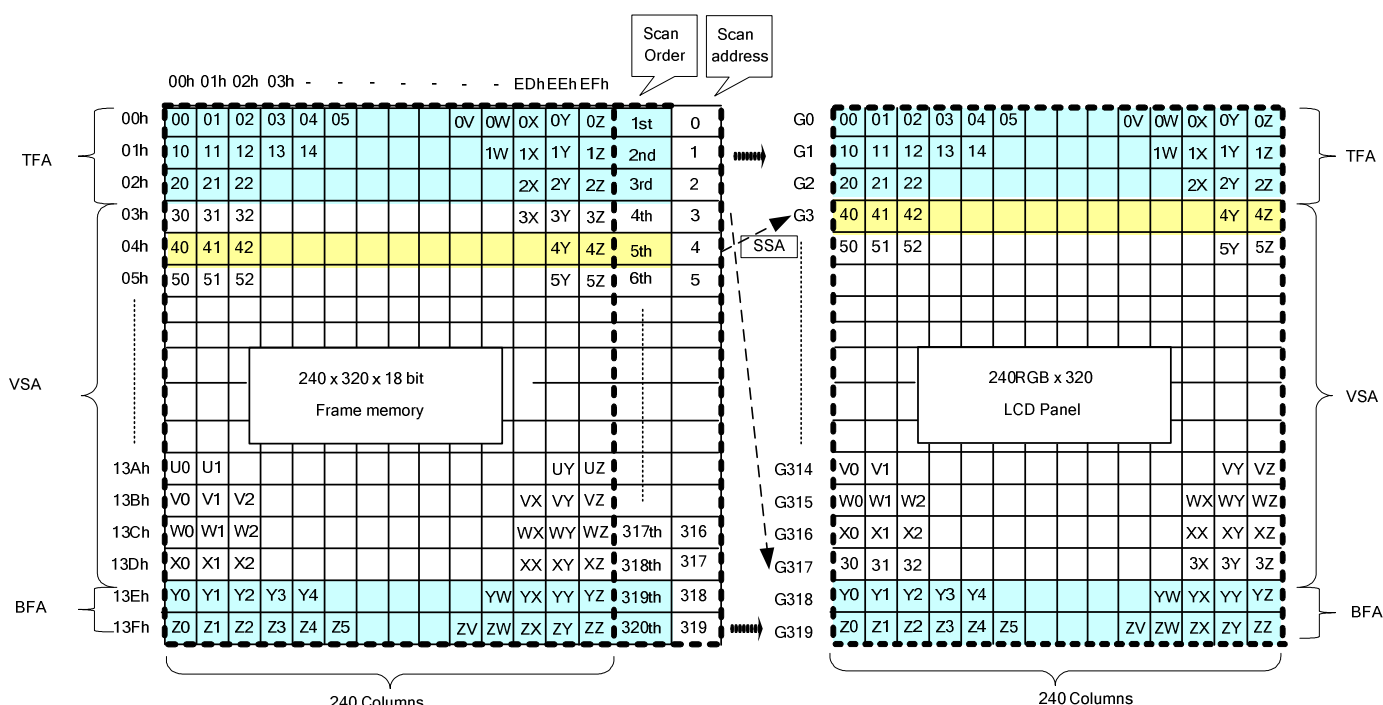 Scan Order
Scan address
00h 01h 02h 03h - - - - - - - EDh EEh EFh
00h 00 01 02 03 04 05 0V 0W 0X 0Y 0Z 1st 0
G0 00 01 02 03 04 05 0V 0W 0X 0Y 0Z
01h 10 11 12 13 14 1W 1X 1Y 1Z 2nd 1
G1 10 11 12 13 14 1W 1X 1Y 1Z
TFA
TFA
02h 20 21 22 2X 2Y 2Z 3rd 2
G2 20 21 22 2X 2Y 2Z
03h 30 31 32 3X 3Y 3Z 4th 3
G3 40 41 42 4Y 4Z
04h 40 41 42 4Y 4Z 5th 4
SSA
50 51 52 5Y 5Z
05h 50 51 52 5Y 5Z 6th 5
VSA
240 x 320 x 18 bit
Frame memory
240RGB x 320
LCD Panel
VSA
13Ah U0 U1 UY UZ
G314 V0 V1 VY VZ
13Bh V0 V1 V2 VX VY VZ
G315 W0 W1 W2 WX WY WZ
13Ch W0 W1 W2 WX WY WZ 317th 316
G316 X0 X1 X2 XX XY XZ
13Dh X0 X1 X2 XX XY XZ 318th 317
G317 30 31 32 3X 3Y 3Z
13Eh Y0 Y1 Y2 Y3 Y4 YW YX YY YZ 319th 318
G318 Y0 Y1 Y2 Y3 Y4 YW YX YY YZ
BFA
BFA
13Fh Z0 Z1 Z2 Z3 Z4 Z5 ZV ZW ZX ZY ZZ 320th 319
G319 Z0 Z1 Z2 Z3 Z4 Z5 ZV ZW ZX ZY ZZ
240 Columns
240 Columns